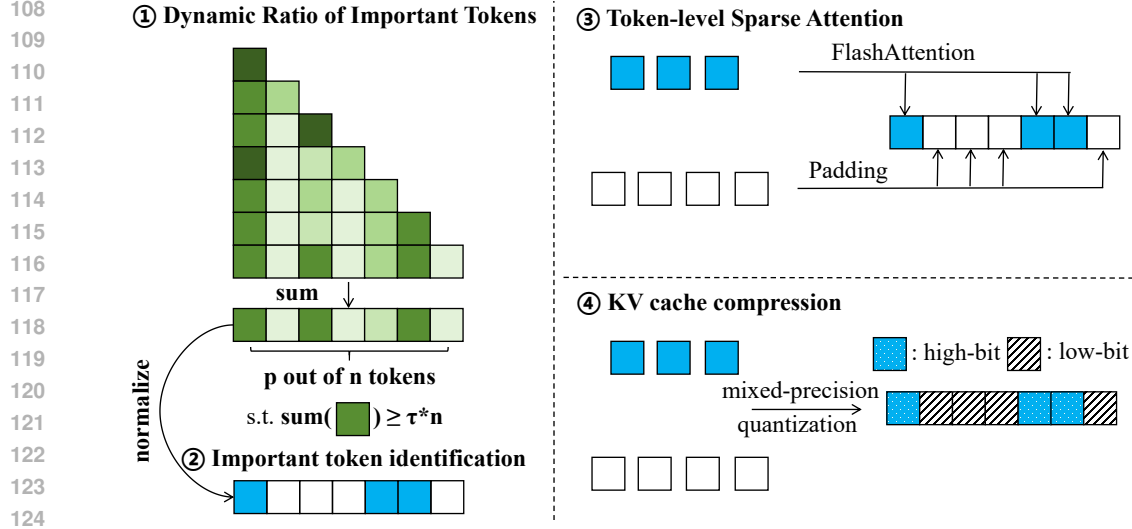 108
109
110
111
112
113
114
115
116
117
118
119
120
121
122
123
124
① Dynamic Ratio of Important Tokens
sum
p out of n tokens
s.t. sum( ) ≥ τ*n
normalize
② Important token identification
③ Token-level Sparse Attention
FlashAttention
Padding
④ KV cache compression
: high-bit : low-bit
mixed-precision
quantization